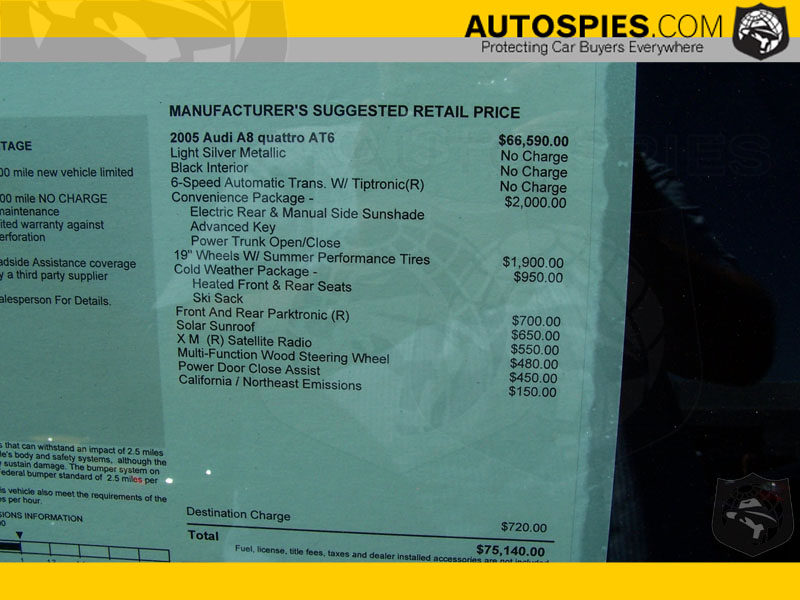 AUTOSPIES.COM
Protecting Car Buyers Everywhere
MANUFACTURER'S SUGGESTED RETAIL PRICE
2005 Audi A8 quattro AT6 $66,590.00
Light Silver Metallic No Charge
Black Interior No Charge
6-Speed Automatic Trans. W/ Tiptronic(R) No Charge
Convenience Package - $2,000.00
Electric Rear & Manual Side Sunshade
Advanced Key
Power Trunk Open/Close
19" Wheels W/ Summer Performance Tires $1,900.00
Cold Weather Package - $950.00
Heated Front & Rear Seats
Ski Sack
Front And Rear Parktronic (R) $700.00
Solar Sunroof $650.00
X M (R) Satellite Radio $550.00
Multi-Function Wood Steering Wheel $480.00
Power Door Close Assist $450.00
California / Northeast Emissions $150.00
Destination Charge $720.00
Total $75,140.00
Fuel, license, title fees, taxes and dealer installed accessories are not included
TAGE
00 mile new vehicle limited
00 mile NO CHARGE
maintenance
ited warranty against
erforation
adside Assistance coverage
y a third party supplier
alesperson For Details.
s that can withstand an impact of 2.5 miles
le's body and safety systems, although the
sustain damage. The bumper system on
Federal bumper standard of 2.5 miles per
is vehicle also meet the requirements of the
es per hour.
SIONS INFORMATION